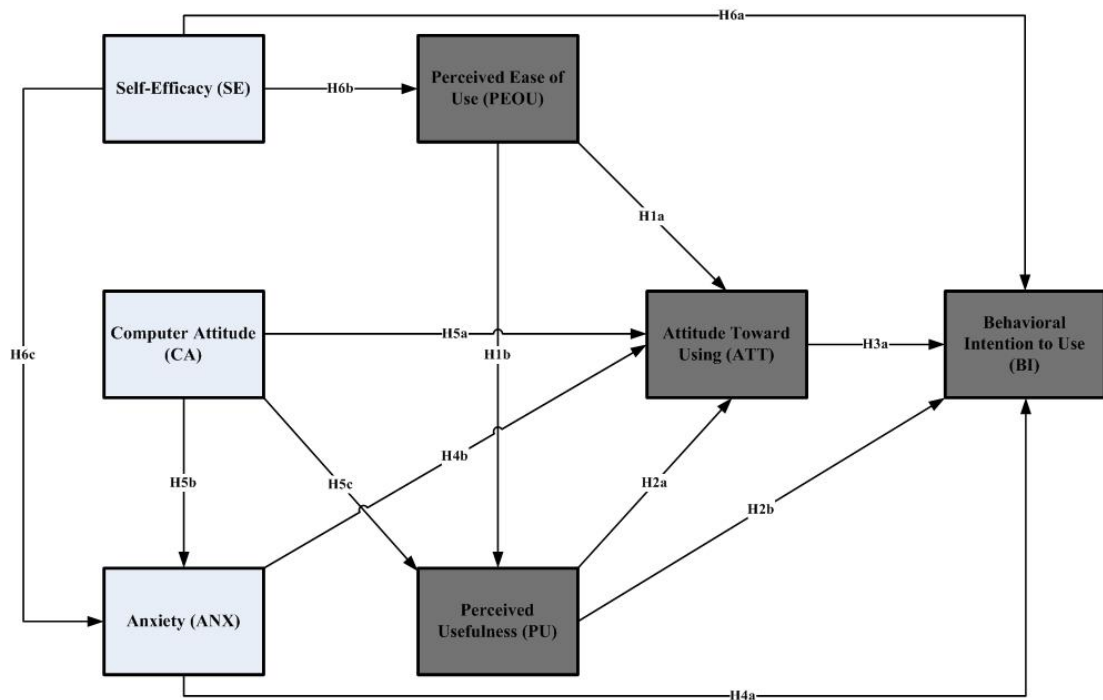 H6a
Self-Efficacy (SE)
H6b
Perceived Ease of
Use (PEOU)
H1a
Computer Attitude
(CA)
H5a
H1b
Attitude Toward
Using (ATT)
H3a
Behavioral
Intention to Use
(BI)
H6c
H4b
H5b
H5c
H2a
H2b
Anxiety (ANX)
Perceived
Usefulness (PU)
H4a